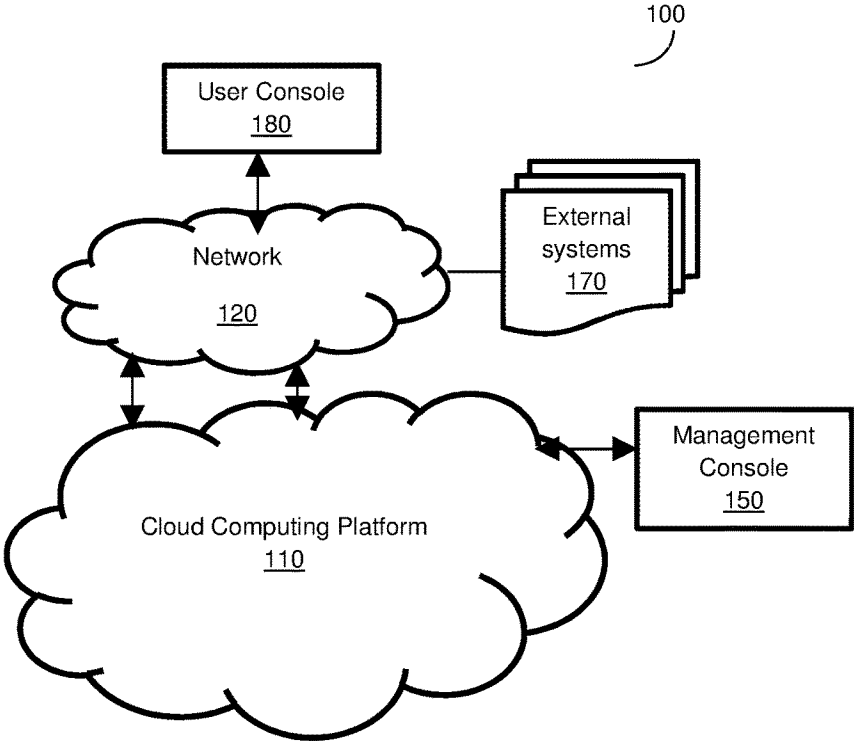 100
User Console
180
External
systems
170
Network
120
Management
Console
150
Cloud Computing Platform
110